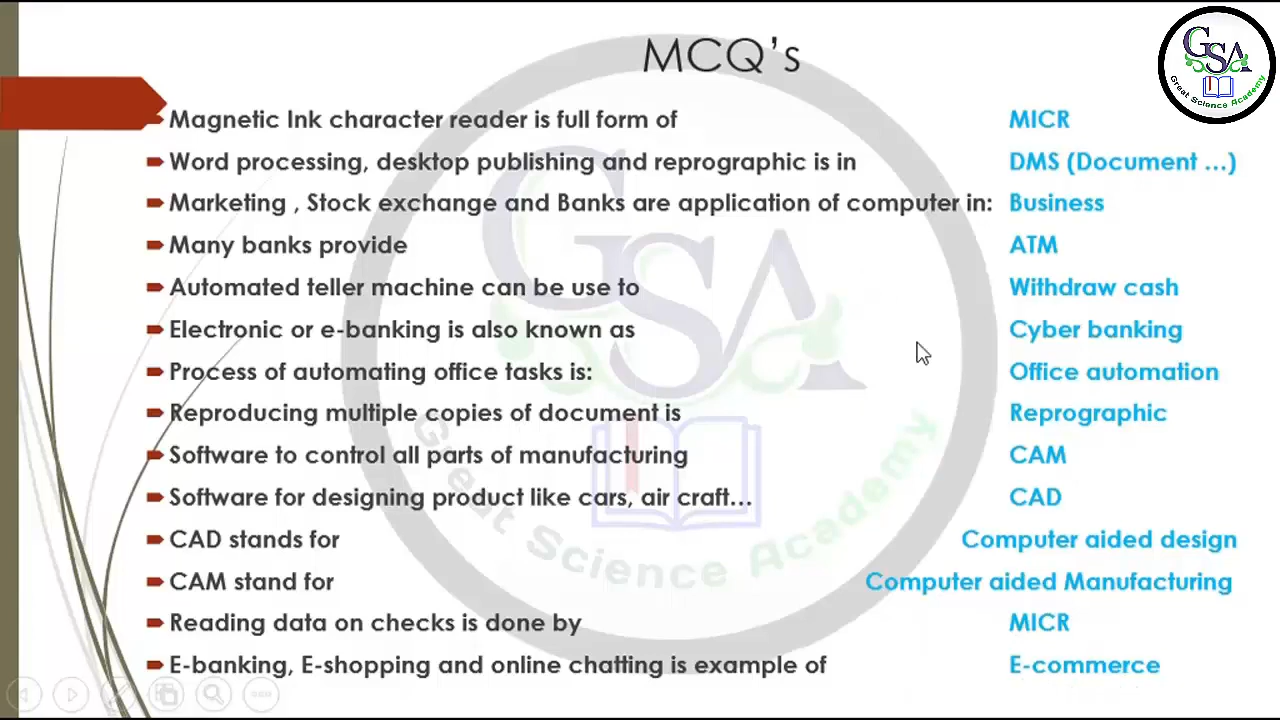 MCQ's
GSA
Great Science Academy
Magnetic Ink character reader is full form of MICR
Word processing, desktop publishing and reprographic is in DMS (Document ...)
Marketing , Stock exchange and Banks are application of computer in: Business
Many banks provide ATM
Automated teller machine can be use to Withdraw cash
Electronic or e-banking is also known as Cyber banking
Process of automating office tasks is: Office automation
Reproducing multiple copies of document is Reprographic
Software to control all parts of manufacturing CAM
Software for designing product like cars, air craft... CAD
CAD stands for Computer aided design
CAM stand for Computer aided Manufacturing
Reading data on checks is done by MICR
E-banking, E-shopping and online chatting is example of E-commerce
GSA
Great Science Academy